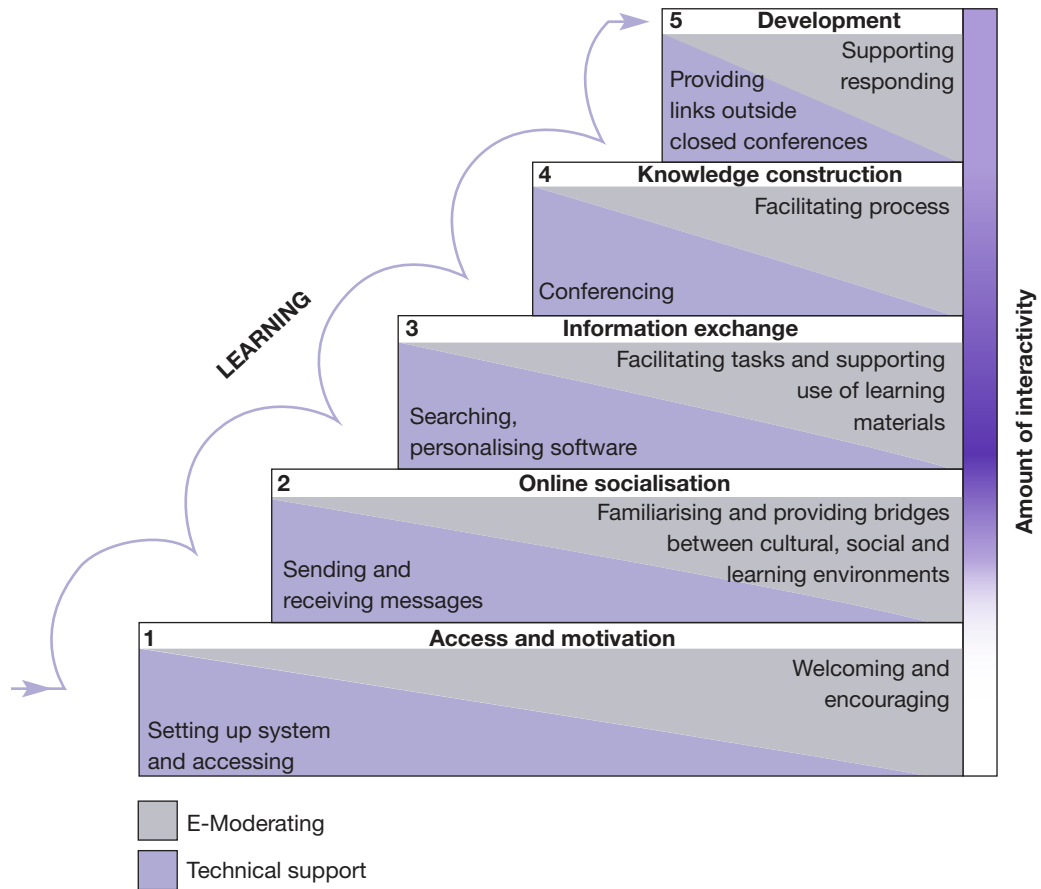 5 Development
Supporting
responding
Providing
links outside
closed conferences
4 Knowledge construction
Facilitating process
Conferencing
3 Information exchange
Facilitating tasks and supporting
use of learning
materials
Searching,
personalising software
2 Online socialisation
Familiarising and providing bridges
between cultural, social and
learning environments
Sending and
receiving messages
1 Access and motivation
Welcoming and
encouraging
Setting up system
and accessing
LEARNING
Amount of interactivity
E-Moderating
Technical support